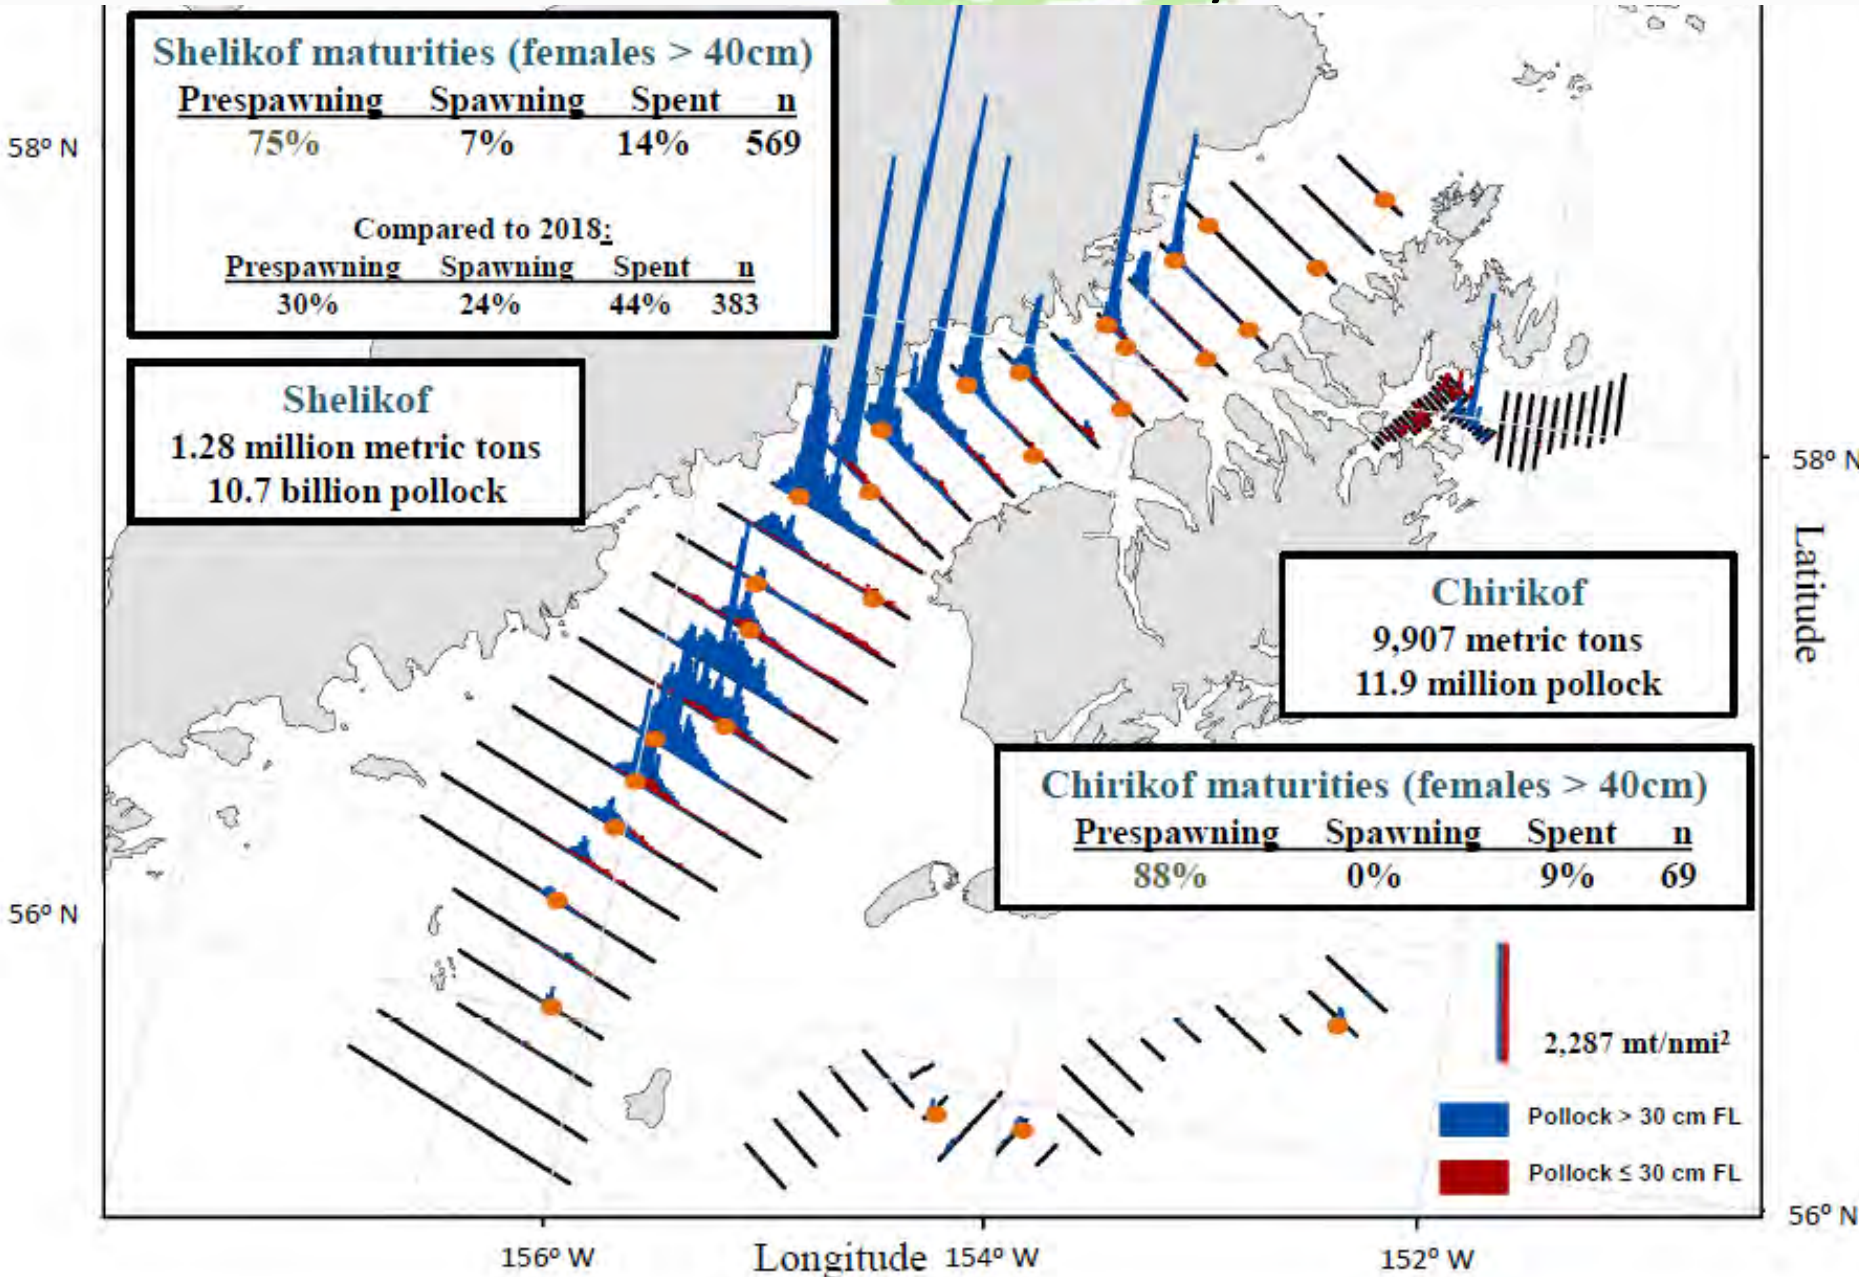 Shelikof maturities (females > 40cm)
Prespawning Spawning Spent n
75% 7% 14% 569
Compared to 2018:
Prespawning Spawning Spent n
30% 24% 44% 383
Shelikof
1.28 million metric tons
10.7 billion pollock
58° N
56° N
58° N
Latitude
Chirikof
9,907 metric tons
11.9 million pollock
Chirikof maturities (females > 40cm)
Prespawning Spawning Spent n
88% 0% 9% 69
2,287 mt/nmi²
Pollock > 30 cm FL
Pollock ≤ 30 cm FL
56° N
156° W Longitude 154° W 152° W